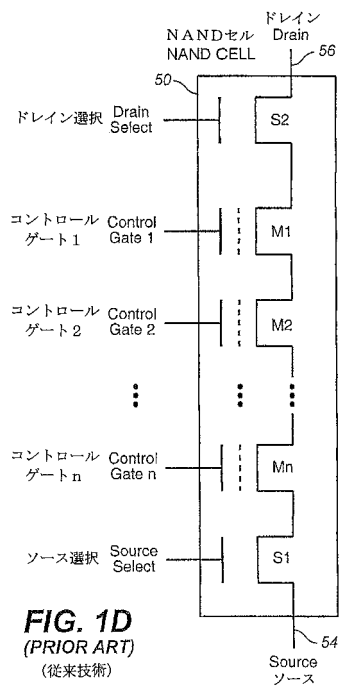 ドレイン
Drain
56
NANDセル
NAND CELL
50
ドレイン選択 Drain
Select
S2
コントロール
ゲート1
Control
Gate 1
M1
コントロール
ゲート2
Control
Gate 2
M2
コントロール
ゲートn
Control
Gate n
Mn
ソース選択 Source
Select
S1
FIG. 1D
(PRIOR ART)
(従来技術)
54
Source
ソース